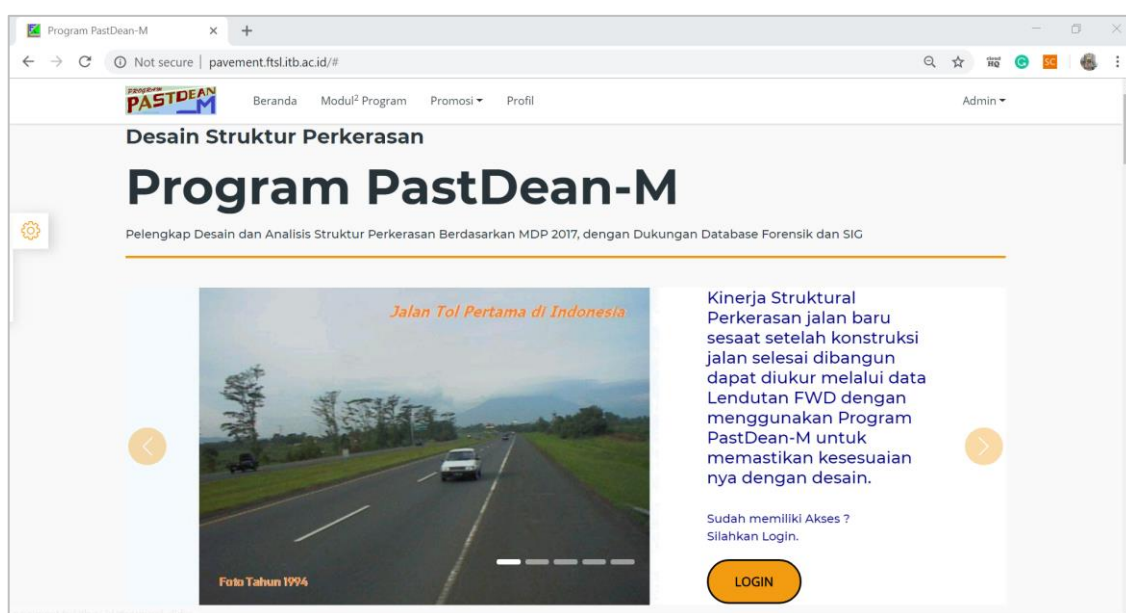 Program PastDean-M
Not secure | pavement.ftsl.itb.ac.id/#
PROGRAM
PASTDEAN
M
Beranda Modul² Program Promosi Profil Admin
Desain Struktur Perkerasan
Program PastDean-M
Pelengkap Desain dan Analisis Struktur Perkerasan Berdasarkan MDP 2017, dengan Dukungan Database Forensik dan SIG
Jalan Tol Pertama di Indonesia
Foto Tahun 1994
Kinerja Struktural
Perkerasan jalan baru
sesaat setelah konstruksi
jalan selesai dibangun
dapat diukur melalui data
Lendutan FWD dengan
menggunakan Program
PastDean-M untuk
memastikan kesesuaian
nya dengan desain.
Sudah memiliki Akses ?
Silahkan Login.
LOGIN